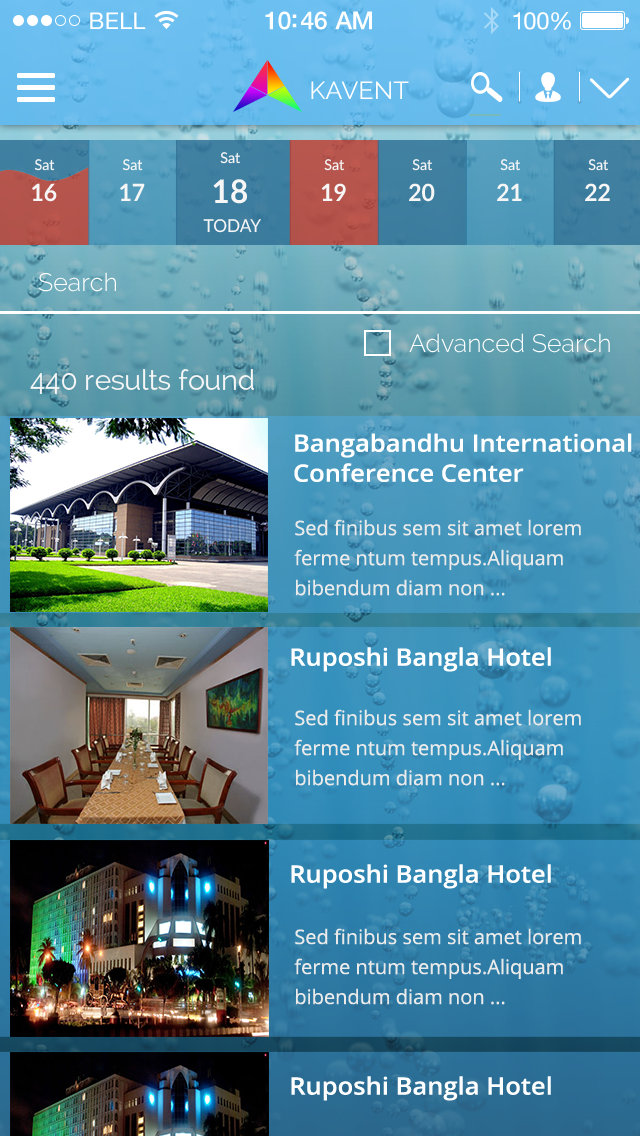 BELL 10:46 AM 100%
KAVENT
Sat Sat Sat Sat Sat Sat Sat
16 17 18 19 20 21 22
TODAY
Search
Advanced Search
440 results found
Bangabandhu International
Conference Center
Sed finibus sem sit amet lorem
ferme ntum tempus.Aliquam
bibendum diam non ...
Ruposhi Bangla Hotel
Sed finibus sem sit amet lorem
ferme ntum tempus.Aliquam
bibendum diam non ...
Ruposhi Bangla Hotel
Sed finibus sem sit amet lorem
ferme ntum tempus.Aliquam
bibendum diam non ...
Ruposhi Bangla Hotel